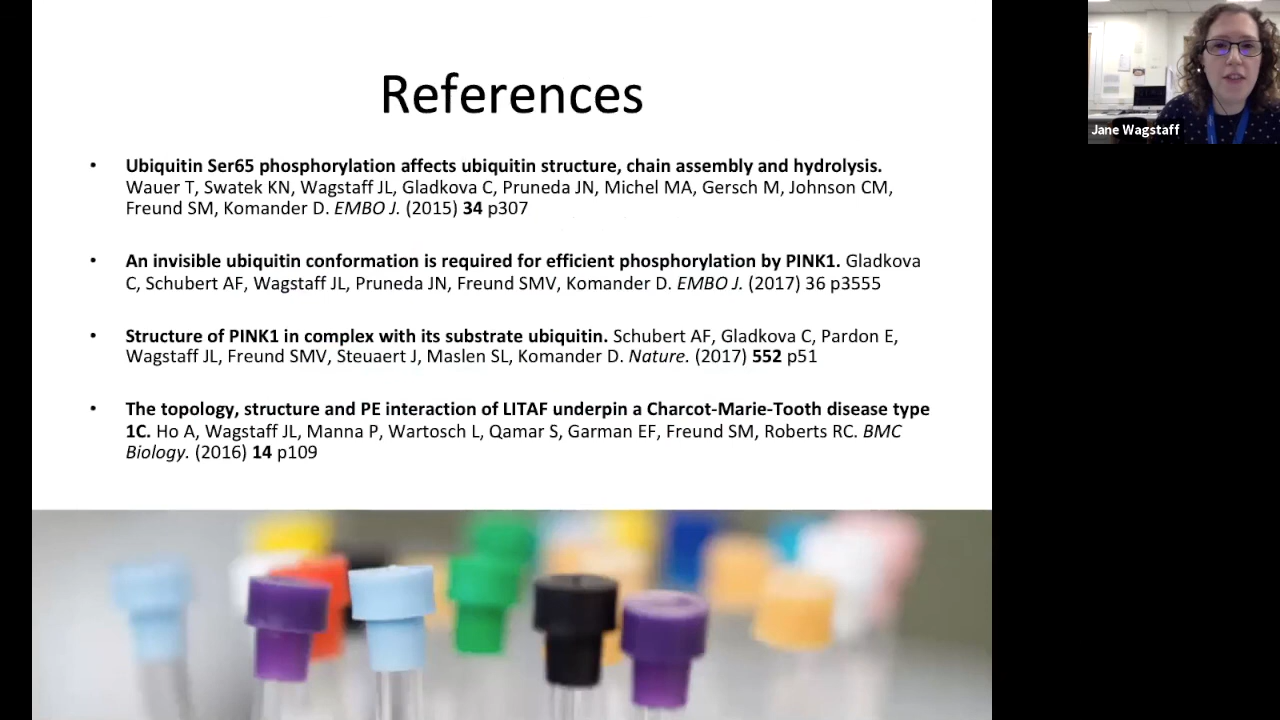 References
• Ubiquitin Ser65 phosphorylation affects ubiquitin structure, chain assembly and hydrolysis.
Wauer T, Swatek KN, Wagstaff JL, Gladkova C, Pruneda JN, Michel MA, Gersch M, Johnson CM,
Freund SM, Komander D. EMBO J. (2015) 34 p307
• An invisible ubiquitin conformation is required for efficient phosphorylation by PINK1. Gladkova
C, Schubert AF, Wagstaff JL, Pruneda JN, Freund SMV, Komander D. EMBO J. (2017) 36 p3555
• Structure of PINK1 in complex with its substrate ubiquitin. Schubert AF, Gladkova C, Pardon E,
Wagstaff JL, Freund SMV, Steuaert J, Maslen SL, Komander D. Nature. (2017) 552 p51
• The topology, structure and PE interaction of LITAF underpin a Charcot-Marie-Tooth disease type
1C. Ho A, Wagstaff JL, Manna P, Wartosch L, Qamar S, Garman EF, Freund SM, Roberts RC. BMC
Biology. (2016) 14 p109
Jane Wagstaff